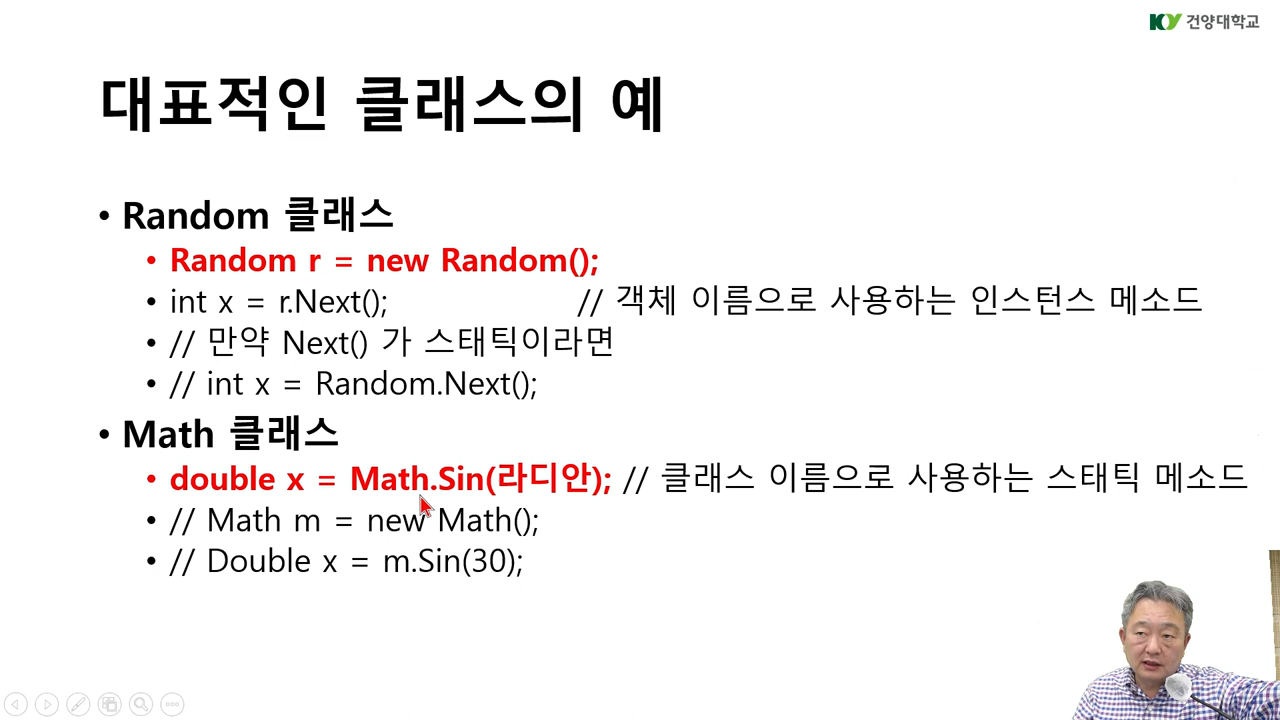 KY 건양대학교
대표적인 클래스의 예
• Random 클래스
• Random r = new Random();
• int x = r.Next(); // 객체 이름으로 사용하는 인스턴스 메소드
• // 만약 Next() 가 스태틱이라면
• // int x = Random.Next();
• Math 클래스
• double x = Math.Sin(라디안); // 클래스 이름으로 사용하는 스태틱 메소드
• // Math m = new Math();
• // Double x = m.Sin(30);